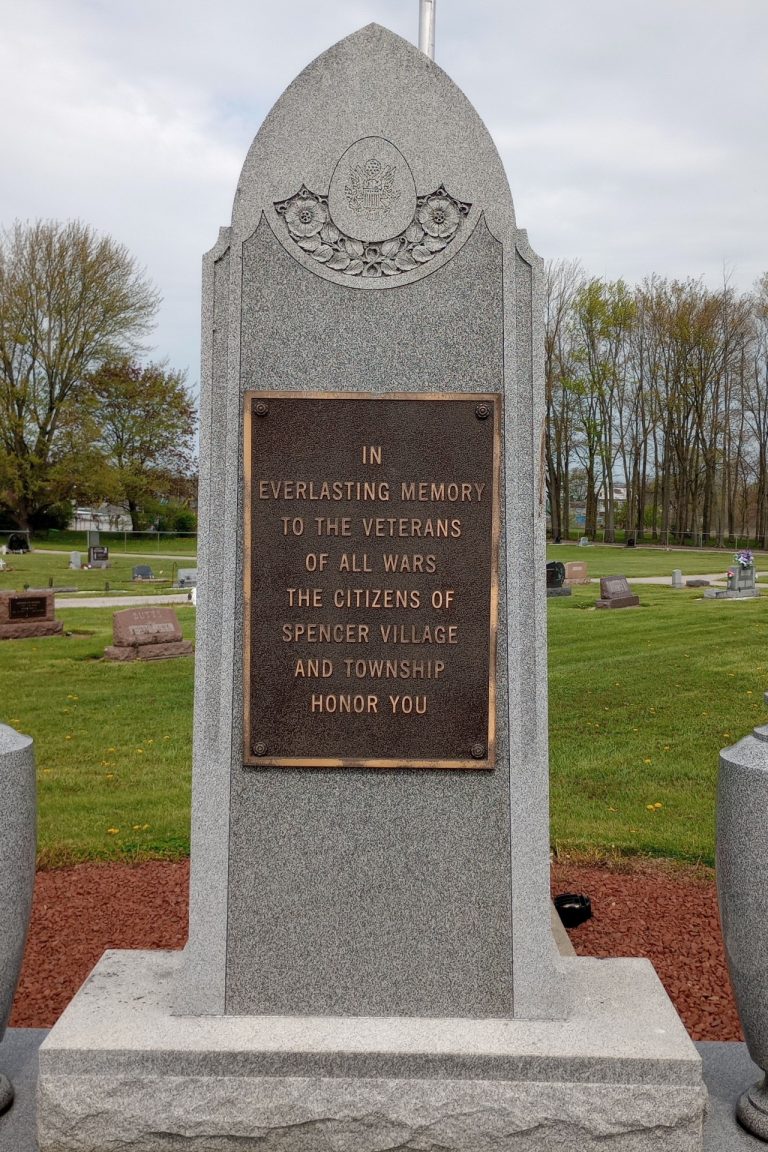 IN
EVERLASTING MEMORY
TO THE VETERANS
OF ALL WARS
THE CITIZENS OF
SPENCER VILLAGE
AND TOWNSHIP
HONOR YOU